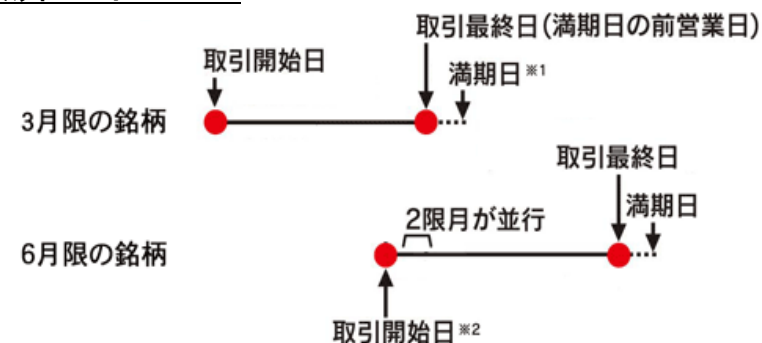 取引最終日(満期日の前営業日)
取引開始日
満期日※1
3月限の銘柄
取引最終日
満期日
2限月が並行
6月限の銘柄
取引開始日※2